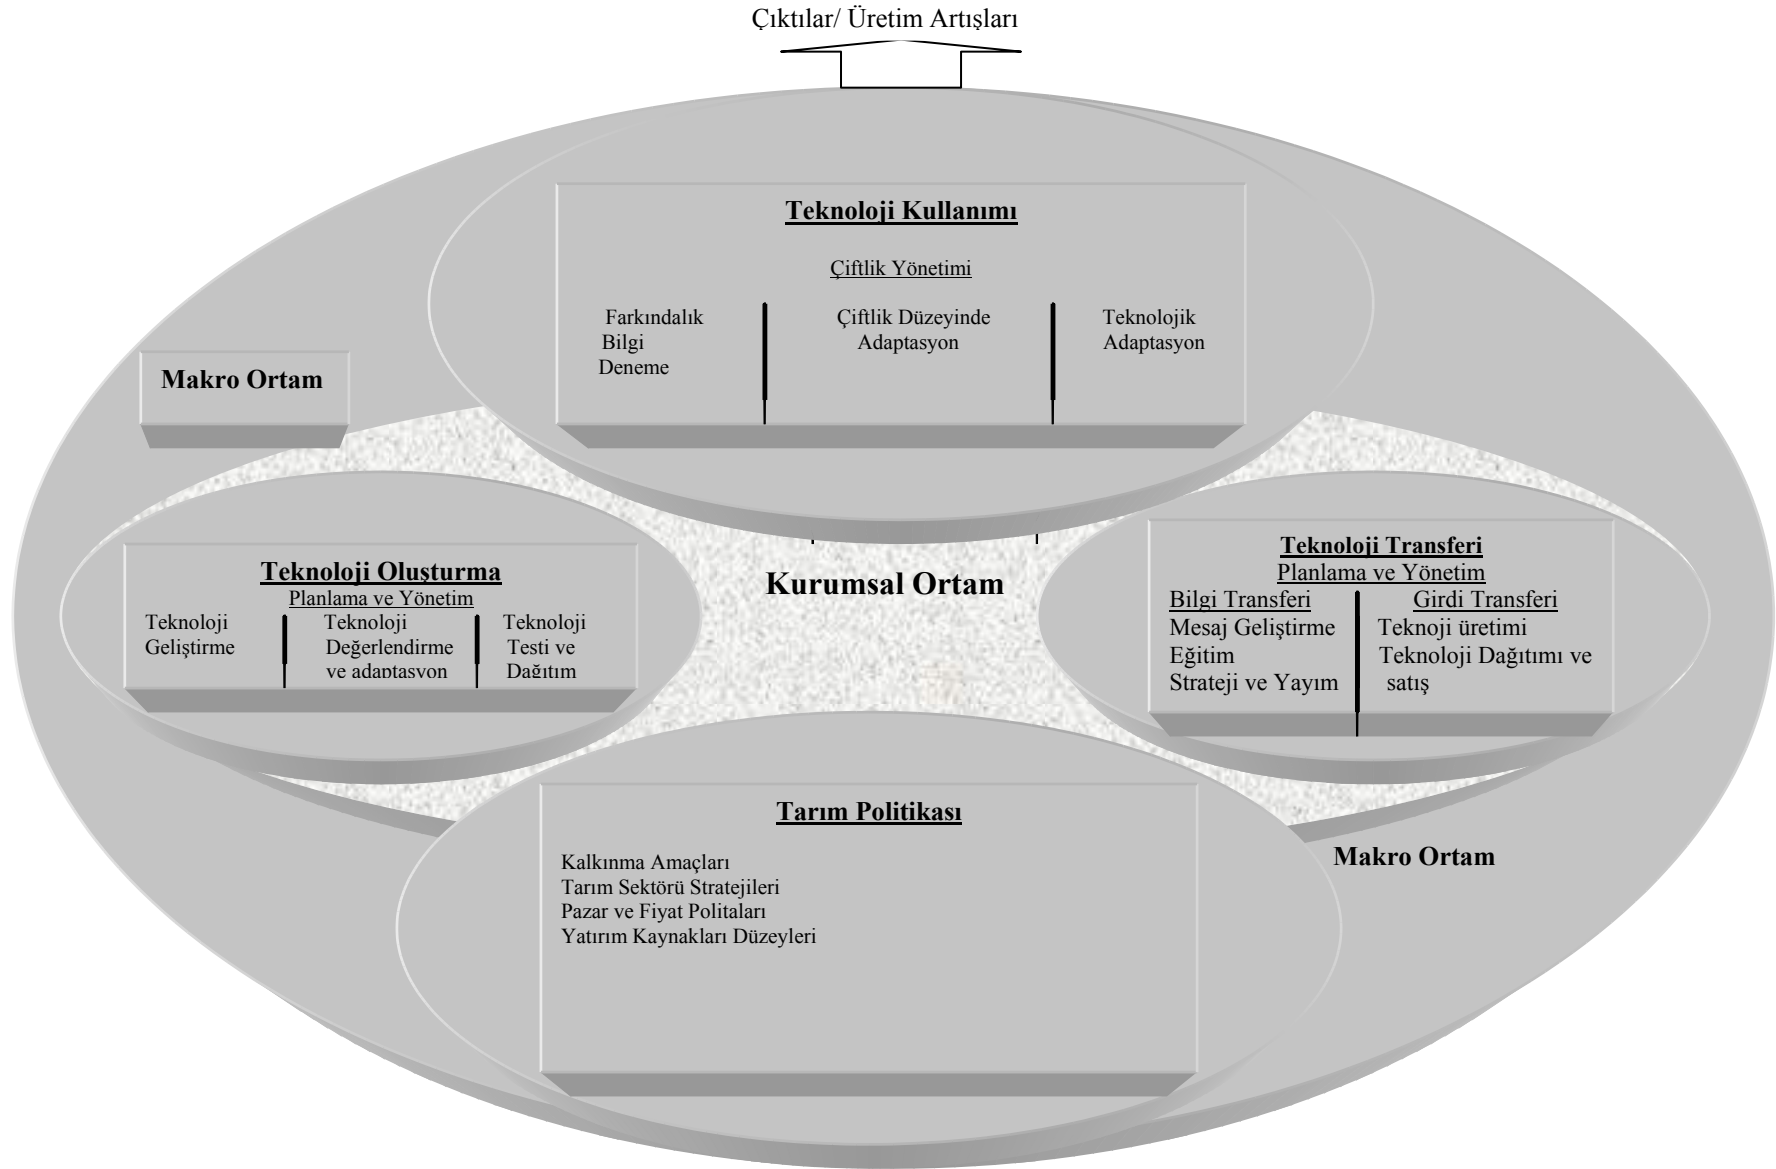 Çıktılar/ Üretim Artışları
Teknoloji Kullanımı
Çiftlik Yönetimi
Farkındalık
Bilgi
Deneme
Çiftlik Düzeyinde
Adaptasyon
Teknolojik
Adaptasyon
Makro Ortam
Teknoloji Oluşturma
Planlama ve Yönetim
Teknoloji
Geliştirme
Teknoloji
Değerlendirme
ve adaptasyon
Teknoloji
Testi ve
Dağıtım
Kurumsal Ortam
Teknoloji Transferi
Planlama ve Yönetim
Bilgi Transferi
Mesaj Geliştirme
Eğitim
Strateji ve Yayım
Girdi Transferi
Teknoji üretimi
Teknoloji Dağıtımı ve
satış
Tarım Politikası
Kalkınma Amaçları
Tarım Sektörü Stratejileri
Pazar ve Fiyat Politaları
Yatırım Kaynakları Düzeyleri
Makro Ortam